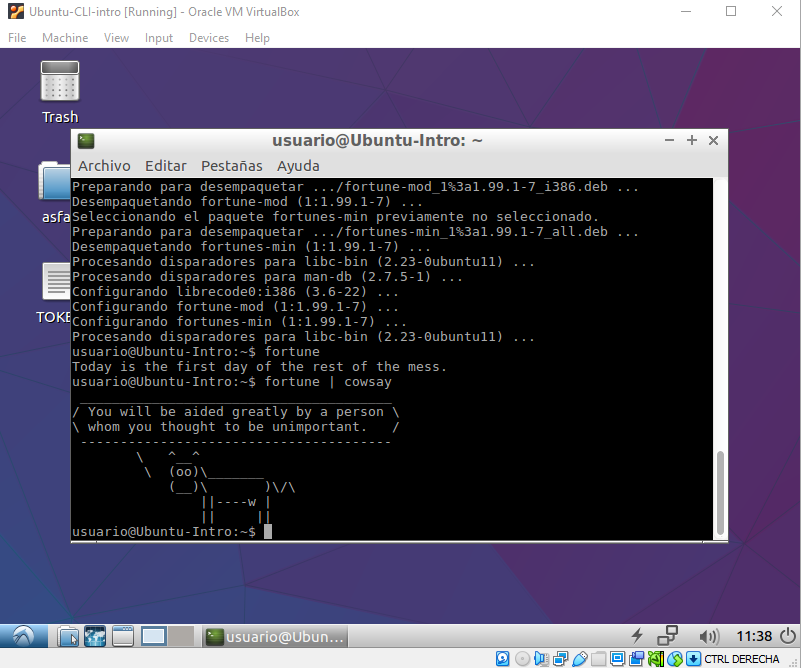 Ubuntu-CLI-intro [Running] - Oracle VM VirtualBox
File Machine View Input Devices Help
Trash
usuario@Ubuntu-Intro: ~
Archivo Editar Pestañas Ayuda
asfa
TOKE
Preparando para desempaquetar .../fortune-mod_1%3a1.99.1-7_i386.deb ...
Desempaquetando fortune-mod (1:1.99.1-7) ...
Seleccionando el paquete fortunes-min previamente no seleccionado.
Preparando para desempaquetar .../fortunes-min_1%3a1.99.1-7_all.deb ...
Desempaquetando fortunes-min (1:1.99.1-7) ...
Procesando disparadores para libc-bin (2.23-0ubuntu11) ...
Procesando disparadores para man-db (2.7.5-1) ...
Configurando librecode0:i386 (3.6-22) ...
Configurando fortune-mod (1:1.99.1-7) ...
Configurando fortunes-min (1:1.99.1-7) ...
Procesando disparadores para libc-bin (2.23-0ubuntu11) ...
usuario@Ubuntu-Intro:~$ fortune
Today is the first day of the rest of the mess.
usuario@Ubuntu-Intro:~$ fortune | cowsay
 _______________________________________
/ You will be aided greatly by a person \
\ whom you thought to be unimportant.   /
 ---------------------------------------
        \   ^__^
         \  (oo)\_______
            (__)\       )\/\
                ||----w |
                ||     ||
usuario@Ubuntu-Intro:~$
usuario@Ubun...
11:38
CTRL DERECHA